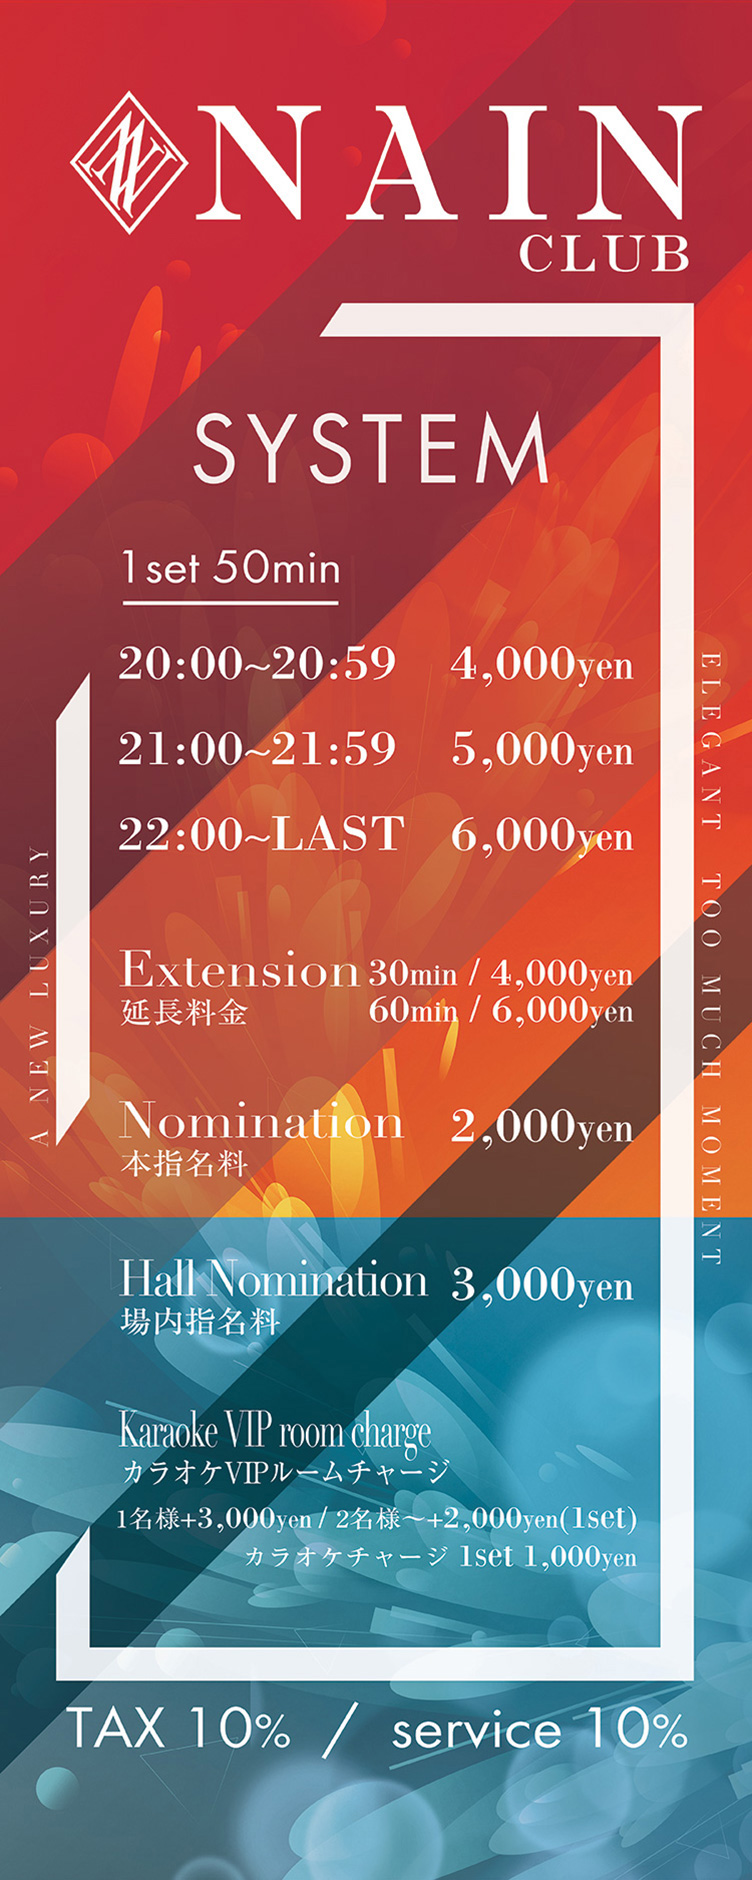 NAIN
CLUB
SYSTEM
1set 50min
20:00~20:59 4,000yen
21:00~21:59 5,000yen
22:00~LAST 6,000yen
Extension 30min / 4,000yen
延長料金 60min / 6,000yen
Nomination 2,000yen
本指名料
Hall Nomination 3,000yen
場内指名料
Karaoke VIP room charge
カラオケVIPルームチャージ
1名様+3,000yen / 2名様～+2,000yen(1set)
カラオケチャージ 1set 1,000yen
TAX 10% / service 10%
A NEW LUXURY
ELEGANT TOO MUCH MOMENT